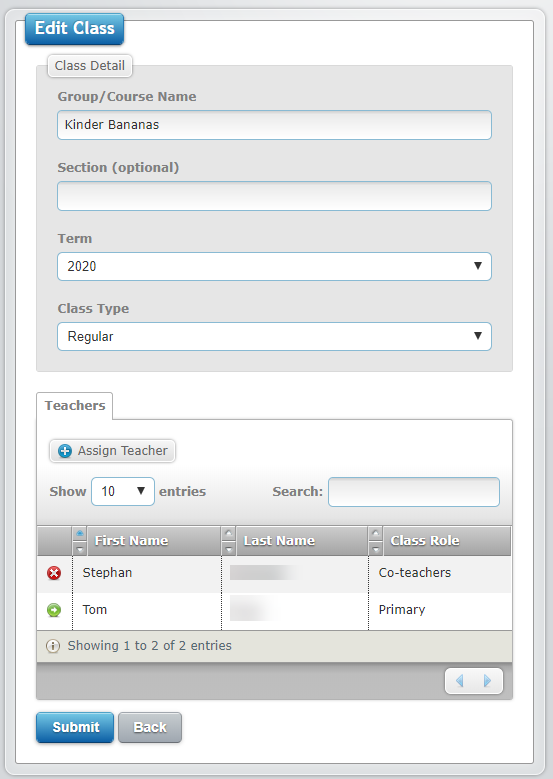 Edit Class
Class Detail
Group/Course Name
Kinder Bananas
Section (optional)
Term
2020
Class Type
Regular
Teachers
Assign Teacher
Show 10 entries Search:
First Name Last Name Class Role
Stephan Co-teachers
Tom Primary
Showing 1 to 2 of 2 entries
Submit Back